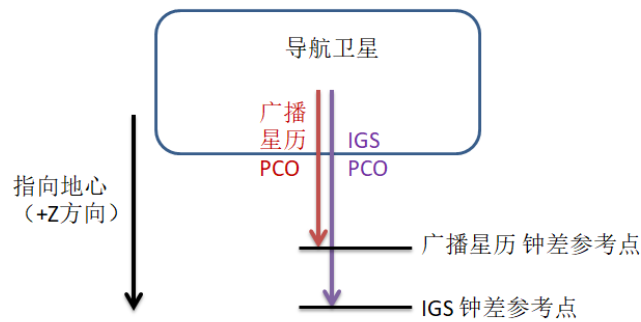 导航卫星
广播
星历
PCO
IGS
PCO
指向地心
（+Z方向）
广播星历 钟差参考点
IGS 钟差参考点